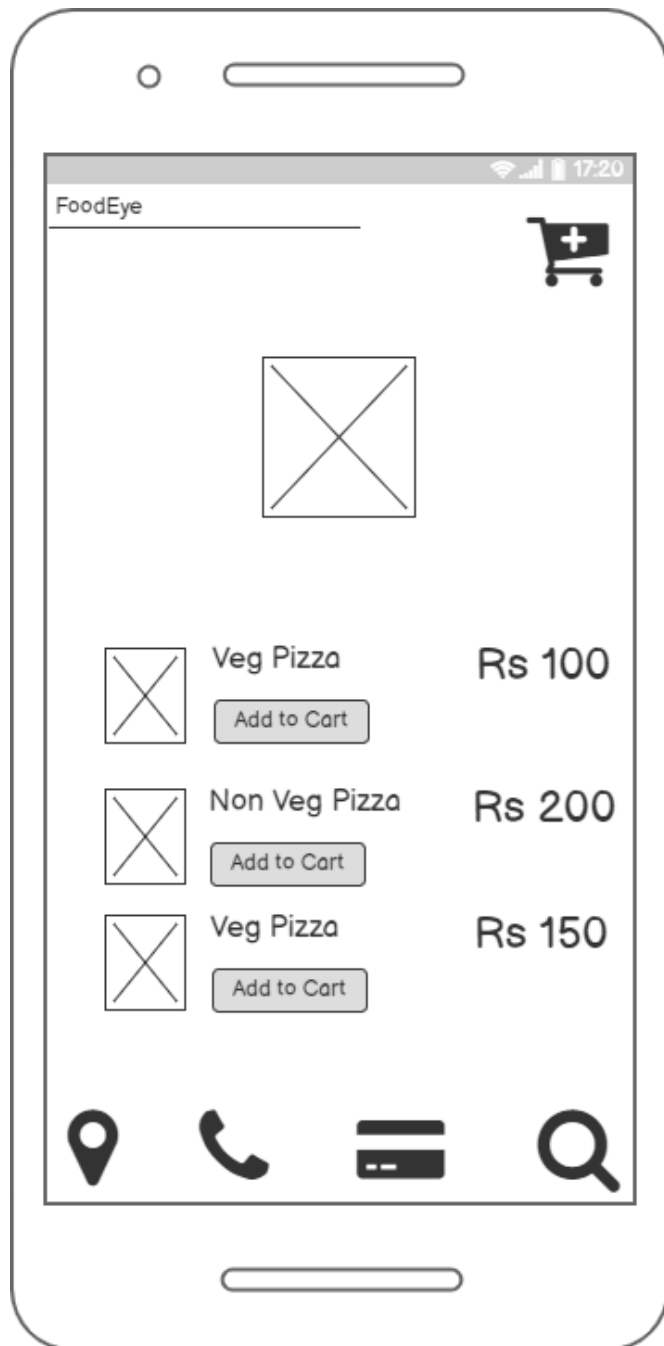 17:20
FoodEye
Veg Pizza
Rs 100
Add to Cart
Non Veg Pizza
Rs 200
Add to Cart
Veg Pizza
Rs 150
Add to Cart